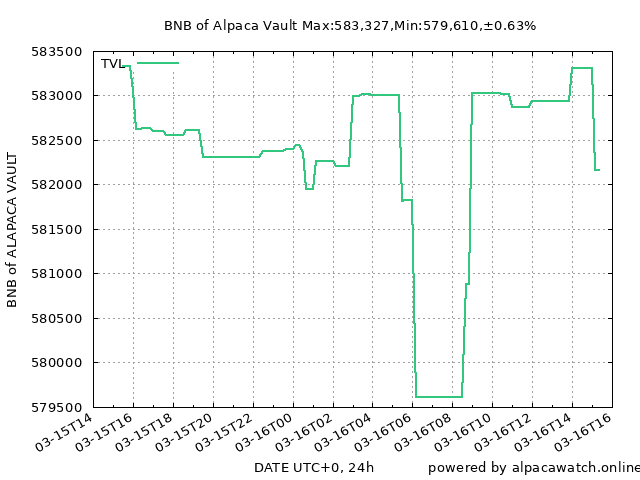 BNB of Alpaca Vault Max:583,327,Min:579,610,±0.63%
TVL
583500
583000
582500
582000
581500
581000
580500
580000
579500
BNB of ALAPACA VAULT
03-15T14
03-15T16
03-15T18
03-15T20
03-15T22
03-16T00
03-16T02
03-16T04
03-16T06
03-16T08
03-16T10
03-16T12
03-16T14
03-16T16
DATE UTC+0, 24h
powered by alpacawatch.online